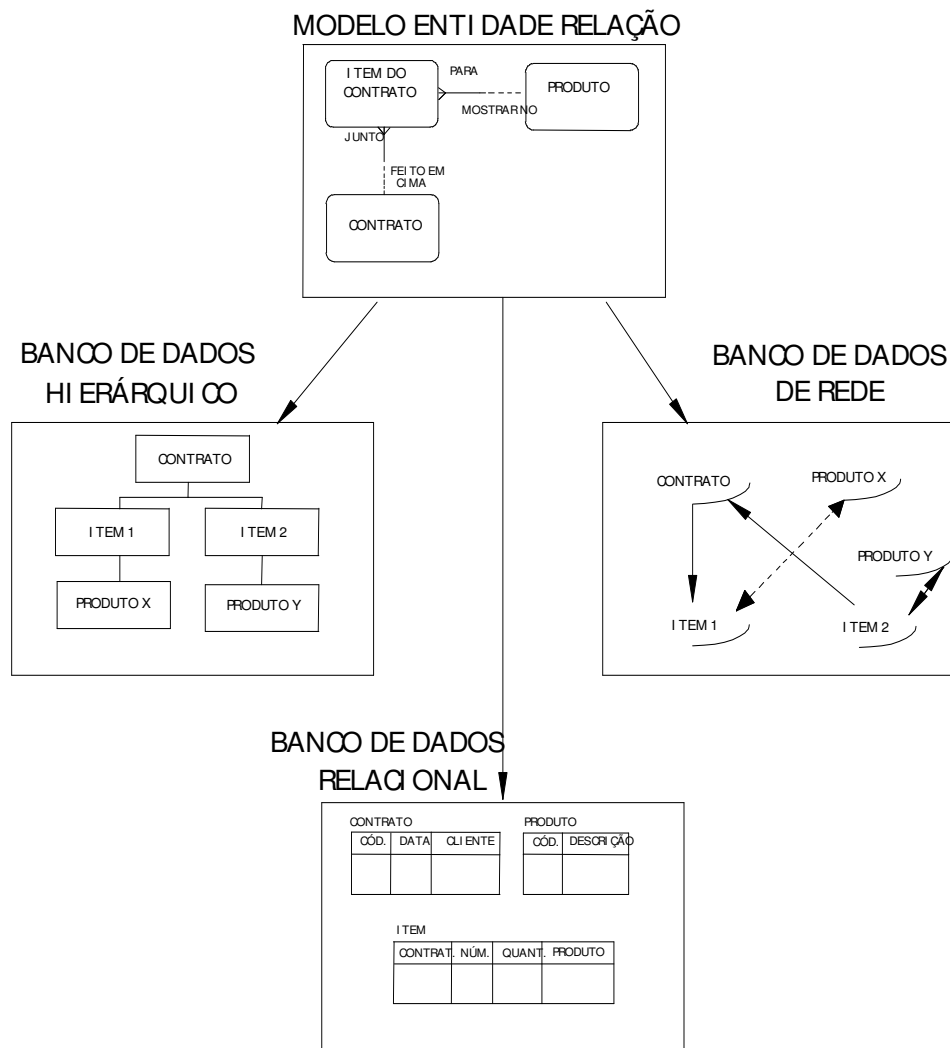 MODELO ENTIDADE RELAÇÃO
ITEM DO
CONTRATO
PARA
PRODUTO
MOSTRAR NO
JUNTO
FEITO EM
CIMA
CONTRATO
BANCO DE DADOS
HIERÁRQUICO
CONTRATO
ITEM 1
ITEM 2
PRODUTO X
PRODUTO Y
BANCO DE DADOS
DE REDE
CONTRATO
PRODUTO X
PRODUTO Y
ITEM 1
ITEM 2
BANCO DE DADOS
RELACIONAL
CONTRATO
CÓD. DATA CLIENTE
PRODUTO
CÓD. DESCRIÇÃO
ITEM
CONTRAT. NÚM. QUANT. PRODUTO